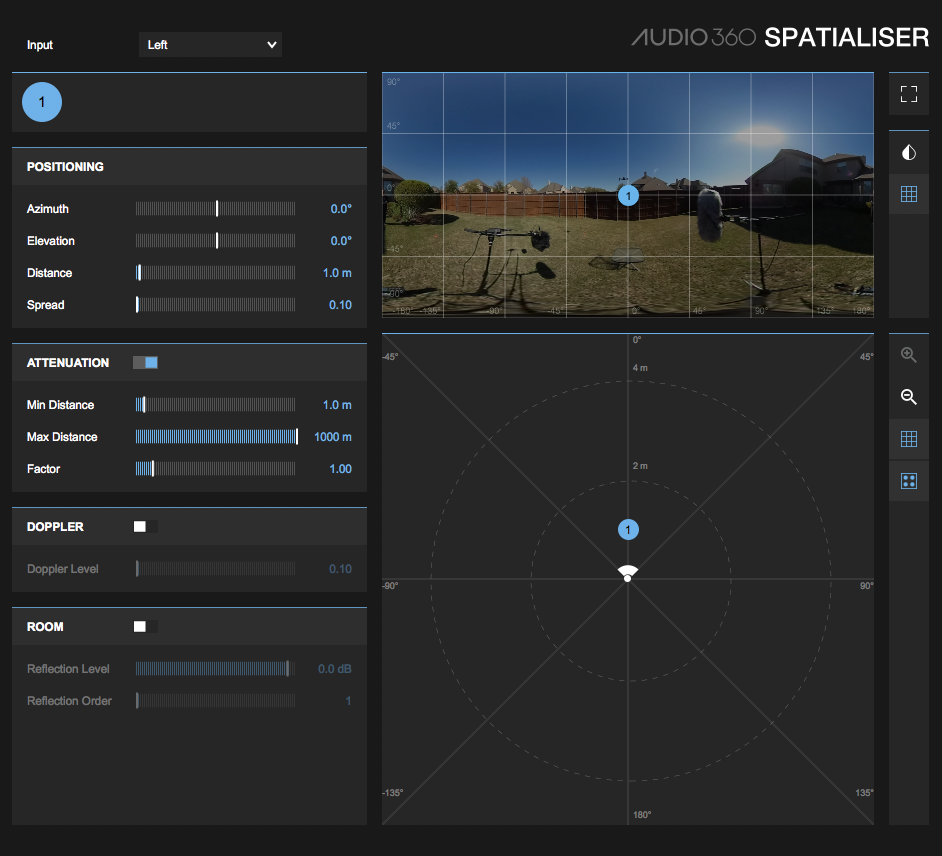 Input
Left
AUDIO360 SPATIALISER
1
POSITIONING
Azimuth 0.0°
Elevation 0.0°
Distance 1.0 m
Spread 0.10
ATTENUATION
Min Distance 1.0 m
Max Distance 1000 m
Factor 1.00
DOPPLER
Doppler Level 0.10
ROOM
Reflection Level 0.0 dB
Reflection Order 1
90°
45°
0°
1
-45°
-90°
-180° -135° -90° -45° 0° 45° 90° 135° 180°
0°
-45° 45°
4 m
2 m
1
-90° 90°
-135° 135°
180°